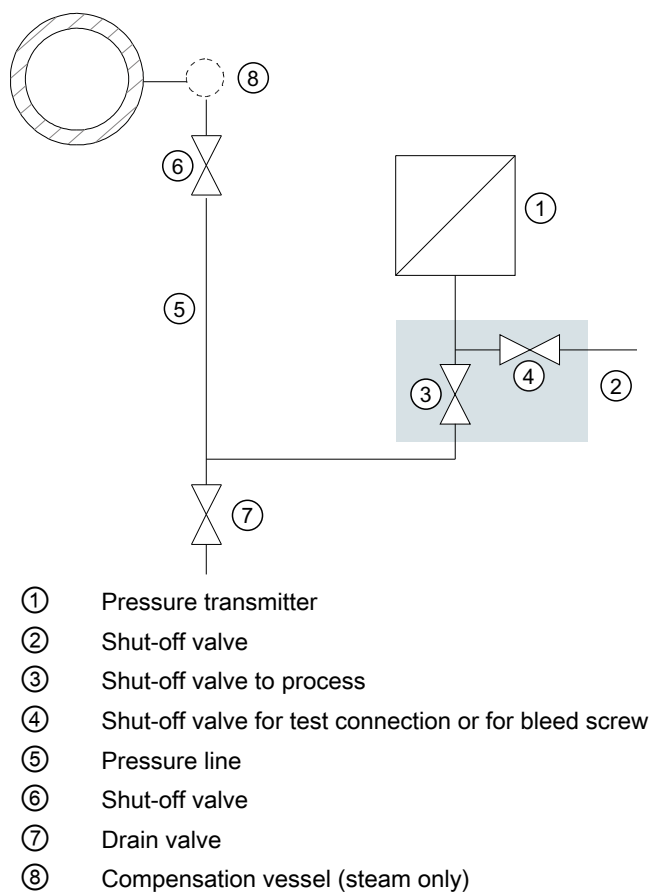 ⑧
⑥
①
⑤
③
④
②
⑦
① Pressure transmitter
② Shut-off valve
③ Shut-off valve to process
④ Shut-off valve for test connection or for bleed screw
⑤ Pressure line
⑥ Shut-off valve
⑦ Drain valve
⑧ Compensation vessel (steam only)